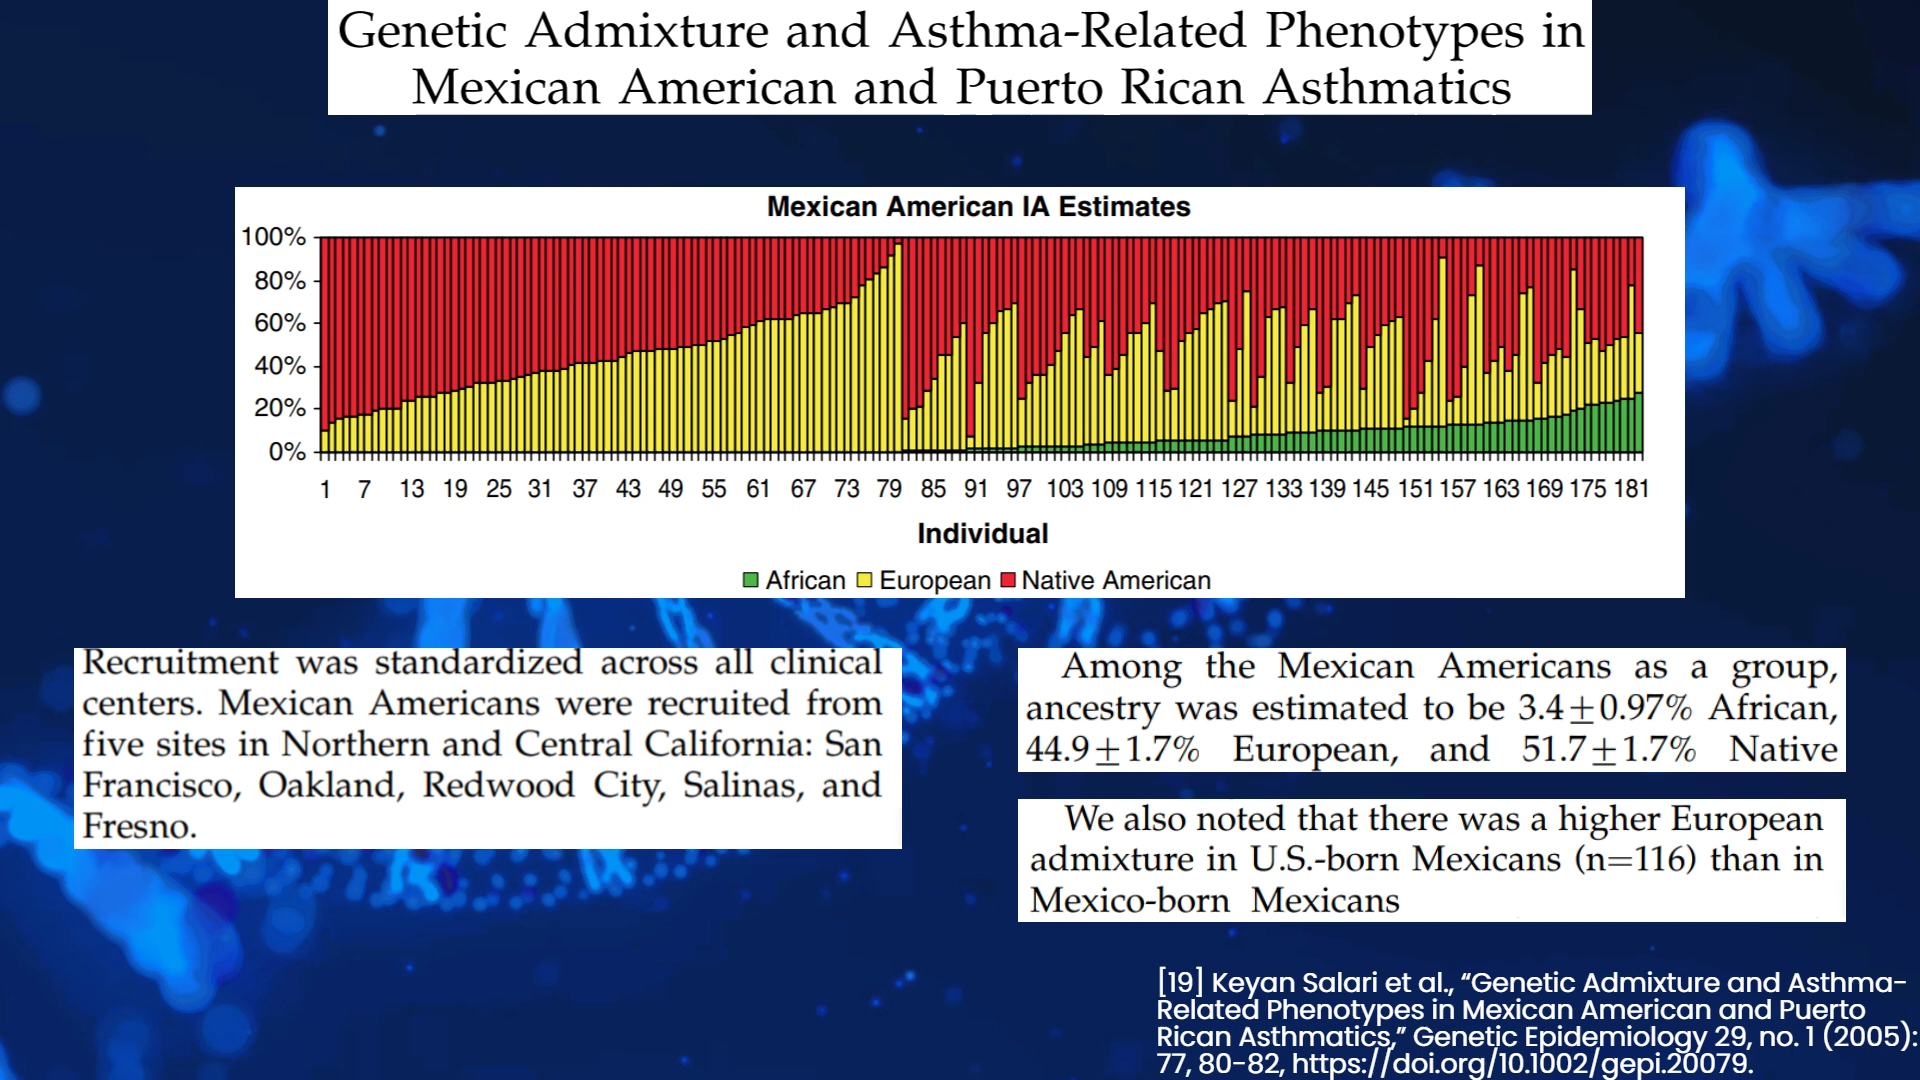 Genetic Admixture and Asthma-Related Phenotypes in
Mexican American and Puerto Rican Asthmatics
Mexican American IA Estimates
100%
80%
60%
40%
20%
0%
1 7 13 19 25 31 37 43 49 55 61 67 73 79 85 91 97 103 109 115 121 127 133 139 145 151 157 163 169 175 181
Individual
African European Native American
Recruitment was standardized across all clinical
centers. Mexican Americans were recruited from
five sites in Northern and Central California: San
Francisco, Oakland, Redwood City, Salinas, and
Fresno.
Among the Mexican Americans as a group,
ancestry was estimated to be 3.4±0.97% African,
44.9±1.7% European, and 51.7±1.7% Native
We also noted that there was a higher European
admixture in U.S.-born Mexicans (n=116) than in
Mexico-born Mexicans
[19] Keyan Salari et al., “Genetic Admixture and Asthma-
Related Phenotypes in Mexican American and Puerto
Rican Asthmatics,” Genetic Epidemiology 29, no. 1 (2005):
77, 80-82, https://doi.org/10.1002/gepi.20079.